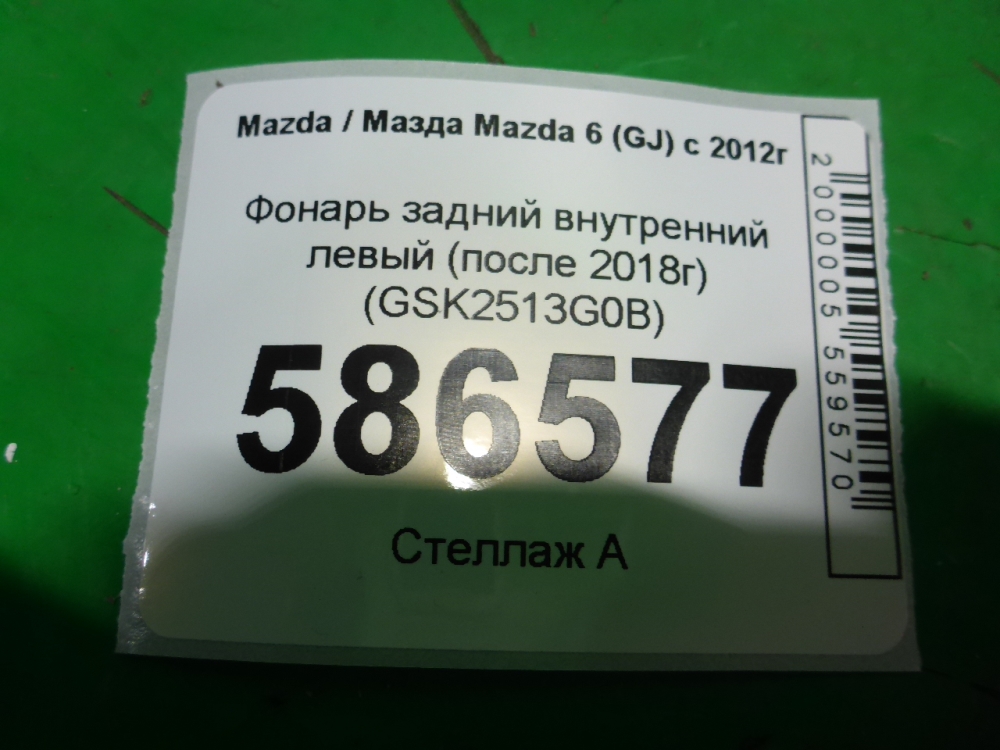 Mazda / Мазда Mazda 6 (GJ) с 2012г
Фонарь задний внутренний
левый (после 2018г)
(GSK2513G0B)
586577
Стеллаж А
2000005559570